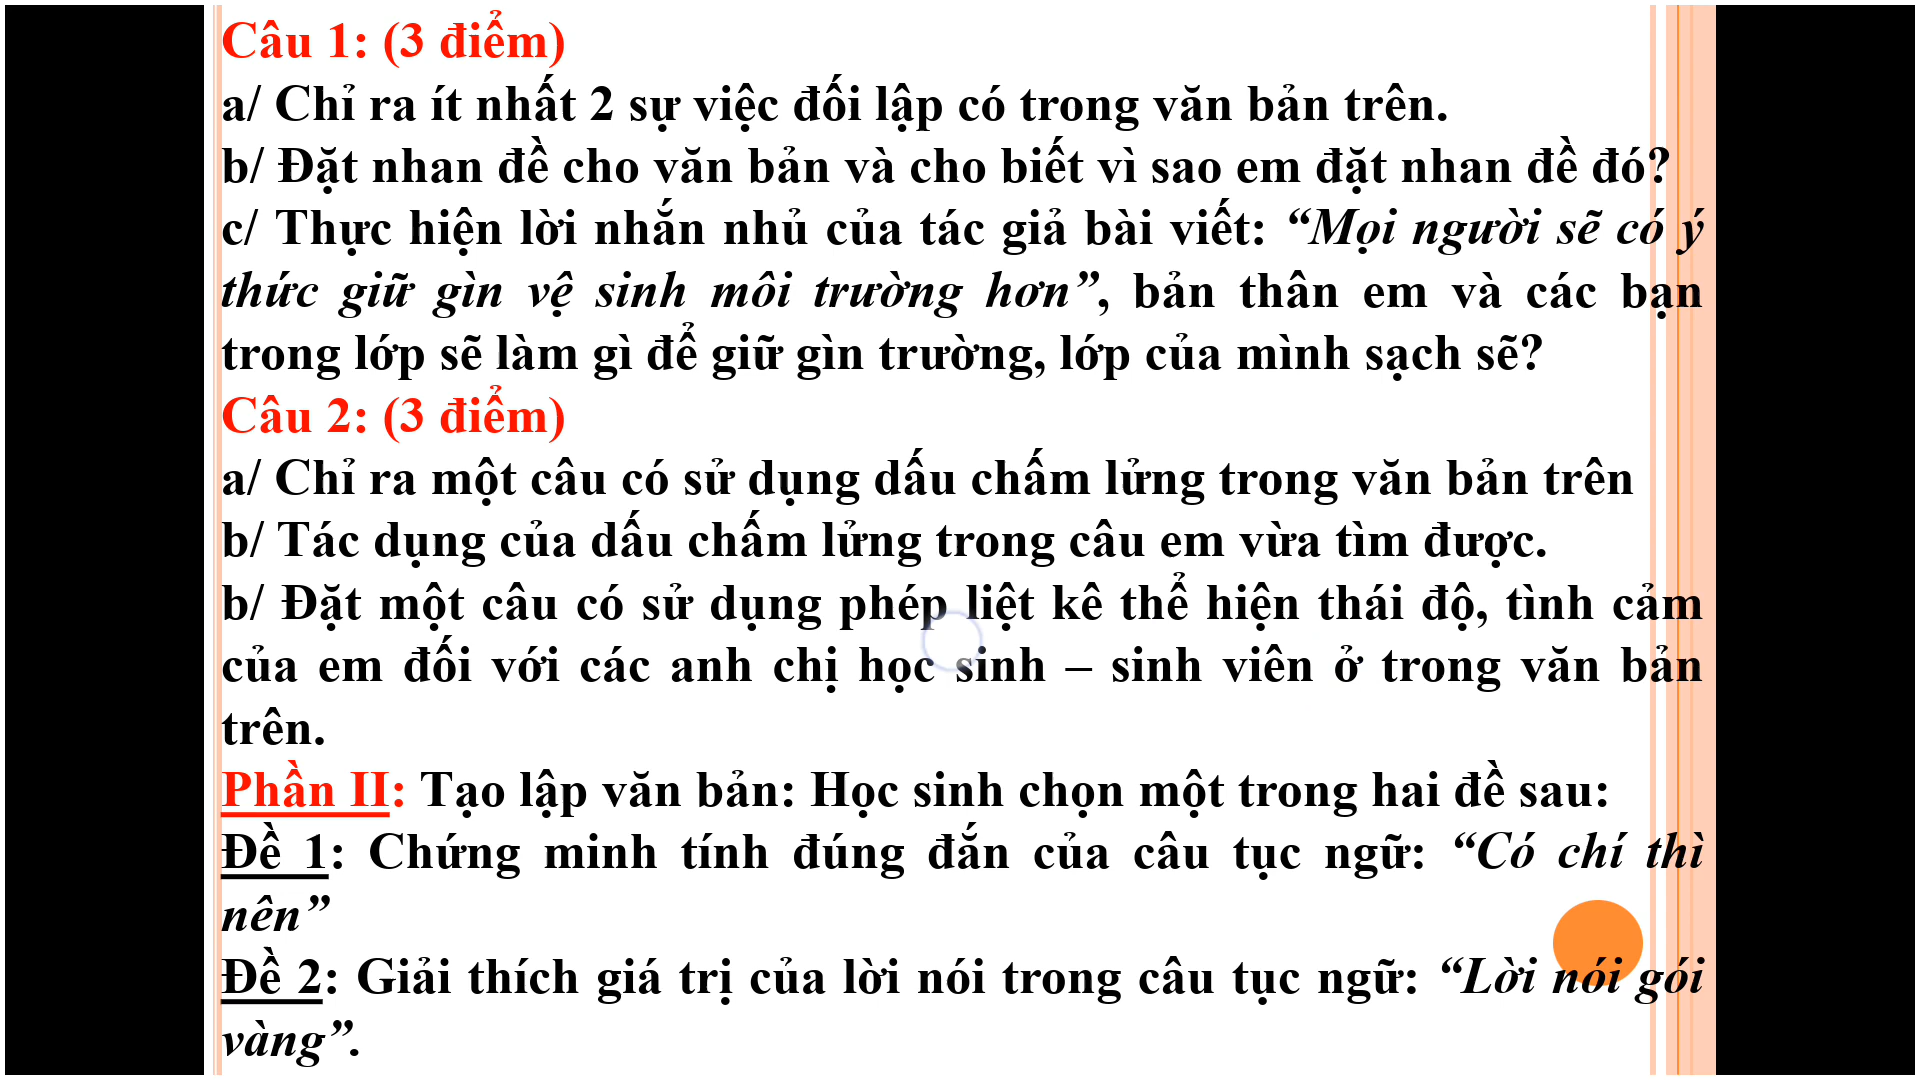 Câu 1: (3 điểm)
a/ Chỉ ra ít nhất 2 sự việc đối lập có trong văn bản trên.
b/ Đặt nhan đề cho văn bản và cho biết vì sao em đặt nhan đề đó?
c/ Thực hiện lời nhắn nhủ của tác giả bài viết: “Mọi người sẽ có ý
thức giữ gìn vệ sinh môi trường hơn”, bản thân em và các bạn
trong lớp sẽ làm gì để giữ gìn trường, lớp của mình sạch sẽ?
Câu 2: (3 điểm)
a/ Chỉ ra một câu có sử dụng dấu chấm lửng trong văn bản trên
b/ Tác dụng của dấu chấm lửng trong câu em vừa tìm được.
b/ Đặt một câu có sử dụng phép liệt kê thể hiện thái độ, tình cảm
của em đối với các anh chị học sinh – sinh viên ở trong văn bản
trên.
Phần II: Tạo lập văn bản: Học sinh chọn một trong hai đề sau:
Đề 1: Chứng minh tính đúng đắn của câu tục ngữ: “Có chí thì
nên”
Đề 2: Giải thích giá trị của lời nói trong câu tục ngữ: “Lời nói gói
vàng”.